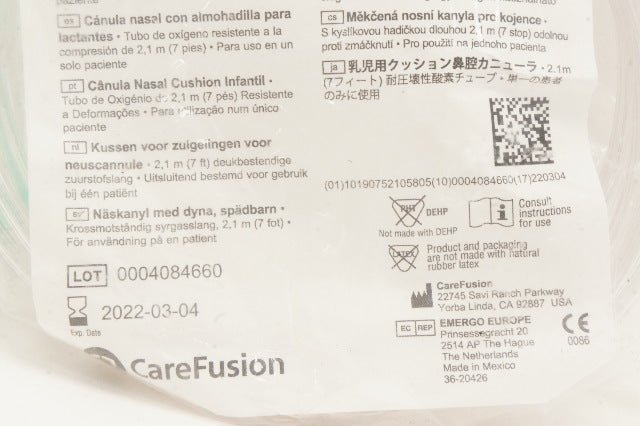 es Cánula nasal con almohadilla para
lactantes • Tubo de oxígeno resistente a la
compresión de 2,1 m (7 pies) • Para uso en un
solo paciente
pt Cânula Nasal Cushion Infantil •
Tubo de Oxigénio de 2,1 m (7 pés) Resistente
a Deformações • Para utilização num único
paciente
nl Kussen voor zuigelingen voor
neuscannule • 2,1 m (7 ft) deukbestendige
zuurstofslang • Uitsluitend bestemd voor gebruik
bij één patiënt
sv Näskanyl med dyna, spädbarn •
Krossmotståndig syrgasslang, 2,1 m (7 fot) •
För användning på en patient
LOT 0004084660
2022-03-04
Exp. Date
CareFusion
cs Měkčená nosní kanyla pro kojence •
S kyslíkovou hadičkou dlouhou 2,1 m (7 stop) odolnou
proti zmáčknutí • Pro použití na jednoho pacienta
ja 乳児用クッション鼻腔カニューラ • 2.1m
(7フィート) 耐圧壊性酸素チューブ • 単一の患者
のみに使用
(01)10190752105805(10)0004084660(17)220304
PHT DEHP
Not made with DEHP
Consult
instructions
for use
LATEX
Product and packaging
are not made with natural
rubber latex
CareFusion
22745 Savi Ranch Parkway
Yorba Linda, CA 92887 USA
EC REP EMERGO EUROPE
Prinsessegracht 20
2514 AP The Hague
The Netherlands
Made in Mexico
36-20426
CE
0086